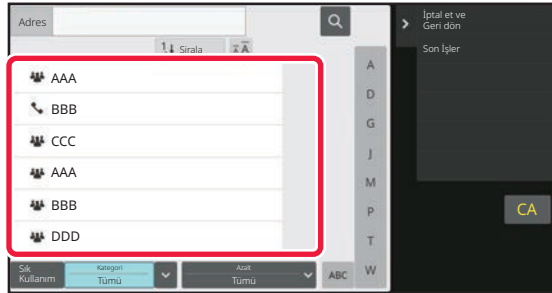 Adres
Sırala
AAA
BBB
CCC
AAA
BBB
DDD
A
D
G
J
M
P
T
W
Sık
Kullanım
Kategori
Tümü
Azalt
Tümü
ABC
İptal et ve
Geri dön
Son İşler
CA